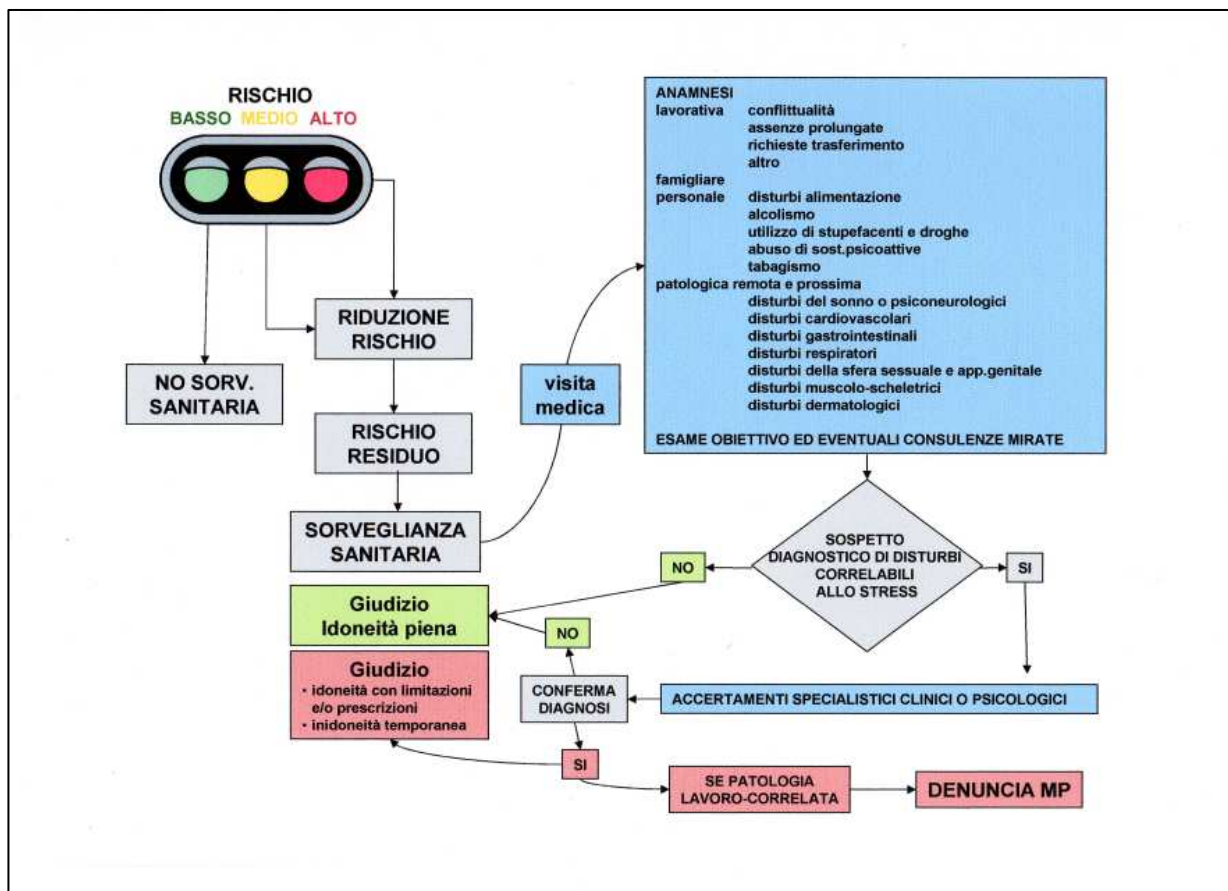 RISCHIO
BASSO MEDIO ALTO
RIDUZIONE
RISCHIO
NO SORV.
SANITARIA
RISCHIO
RESIDUO
SORVEGLIANZA
SANITARIA
visita
medica
ANAMNESI
lavorativa conflittualità
assenze prolungate
richieste trasferimento
altro
famigliare
personale disturbi alimentazione
alcolismo
utilizzo di stupefacenti e droghe
abuso di sost.psicoattive
tabagismo
patologica remota e prossima
disturbi del sonno o psiconeurologici
disturbi cardiovascolari
disturbi gastrointestinali
disturbi respiratori
disturbi della sfera sessuale e app.genitale
disturbi muscolo-scheletrici
disturbi dermatologici
ESAME OBIETTIVO ED EVENTUALI CONSULENZE MIRATE
SOSPETTO
DIAGNOSTICO DI DISTURBI
CORRELABILI
ALLO STRESS
NO
SI
Giudizio
Idoneità piena
NO
Giudizio
• idoneità con limitazioni
e/o prescrizioni
• inidoneità temporanea
CONFERMA
DIAGNOSI
ACCERTAMENTI SPECIALISTICI CLINICI O PSICOLOGICI
SI
SE PATOLOGIA
LAVORO-CORRELATA
DENUNCIA MP